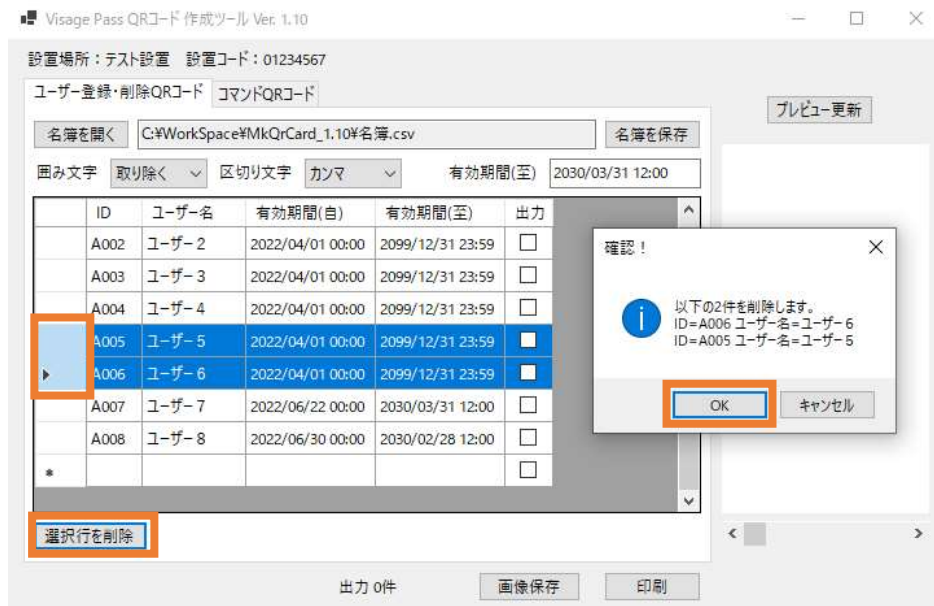 Visage Pass QRコード 作成ツール Ver. 1.10
設置場所：テスト設置 設置コード：01234567
ユーザー登録・削除QRコード コマンドQRコード
プレビュー更新
名簿を開く C:¥WorkSpace¥MkQrCard_1.10¥名簿.csv 名簿を保存
囲み文字 取り除く 区切り文字 カンマ 有効期間(至) 2030/03/31 12:00
ID ユーザー名 有効期間(自) 有効期間(至) 出力
A002 ユーザー2 2022/04/01 00:00 2099/12/31 23:59
A003 ユーザー3 2022/04/01 00:00 2099/12/31 23:59
A004 ユーザー4 2022/04/01 00:00 2099/12/31 23:59
A005 ユーザー5 2022/04/01 00:00 2099/12/31 23:59
A006 ユーザー6 2022/04/01 00:00 2099/12/31 23:59
A007 ユーザー7 2022/06/22 00:00 2030/03/31 12:00
A008 ユーザー8 2022/06/30 00:00 2030/02/28 12:00
*
確認！
以下の2件を削除します。
ID=A006 ユーザー名=ユーザー6
ID=A005 ユーザー名=ユーザー5
OK キャンセル
選択行を削除
出力 0件 画像保存 印刷